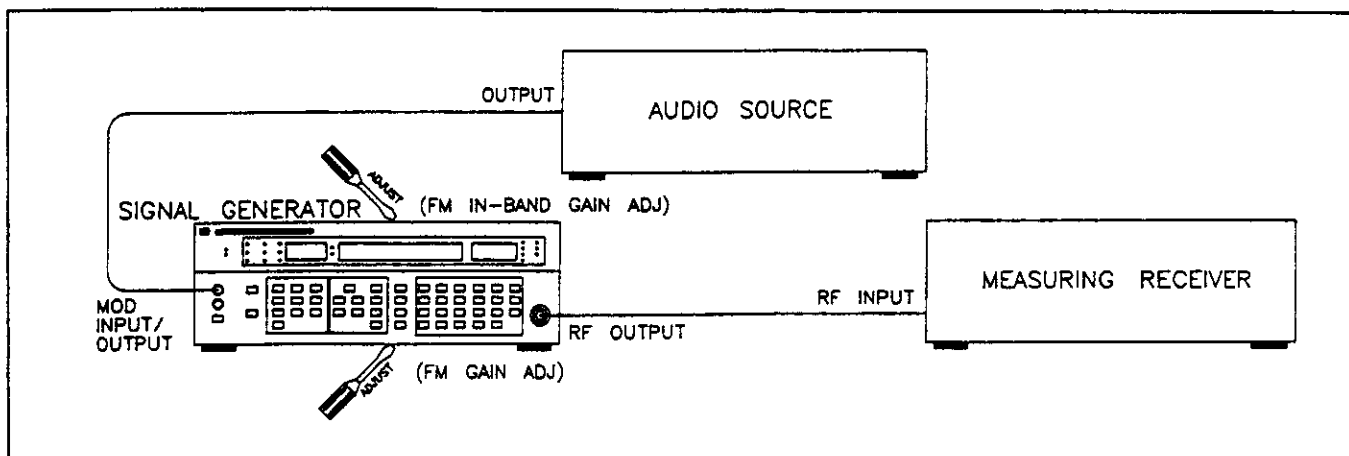 OUTPUT
AUDIO SOURCE
ADJUST
(FM IN-BAND GAIN ADJ)
SIGNAL GENERATOR
MEASURING RECEIVER
MOD
INPUT/
OUTPUT
RF INPUT
RF OUTPUT
ADJUST
(FM GAIN ADJ)